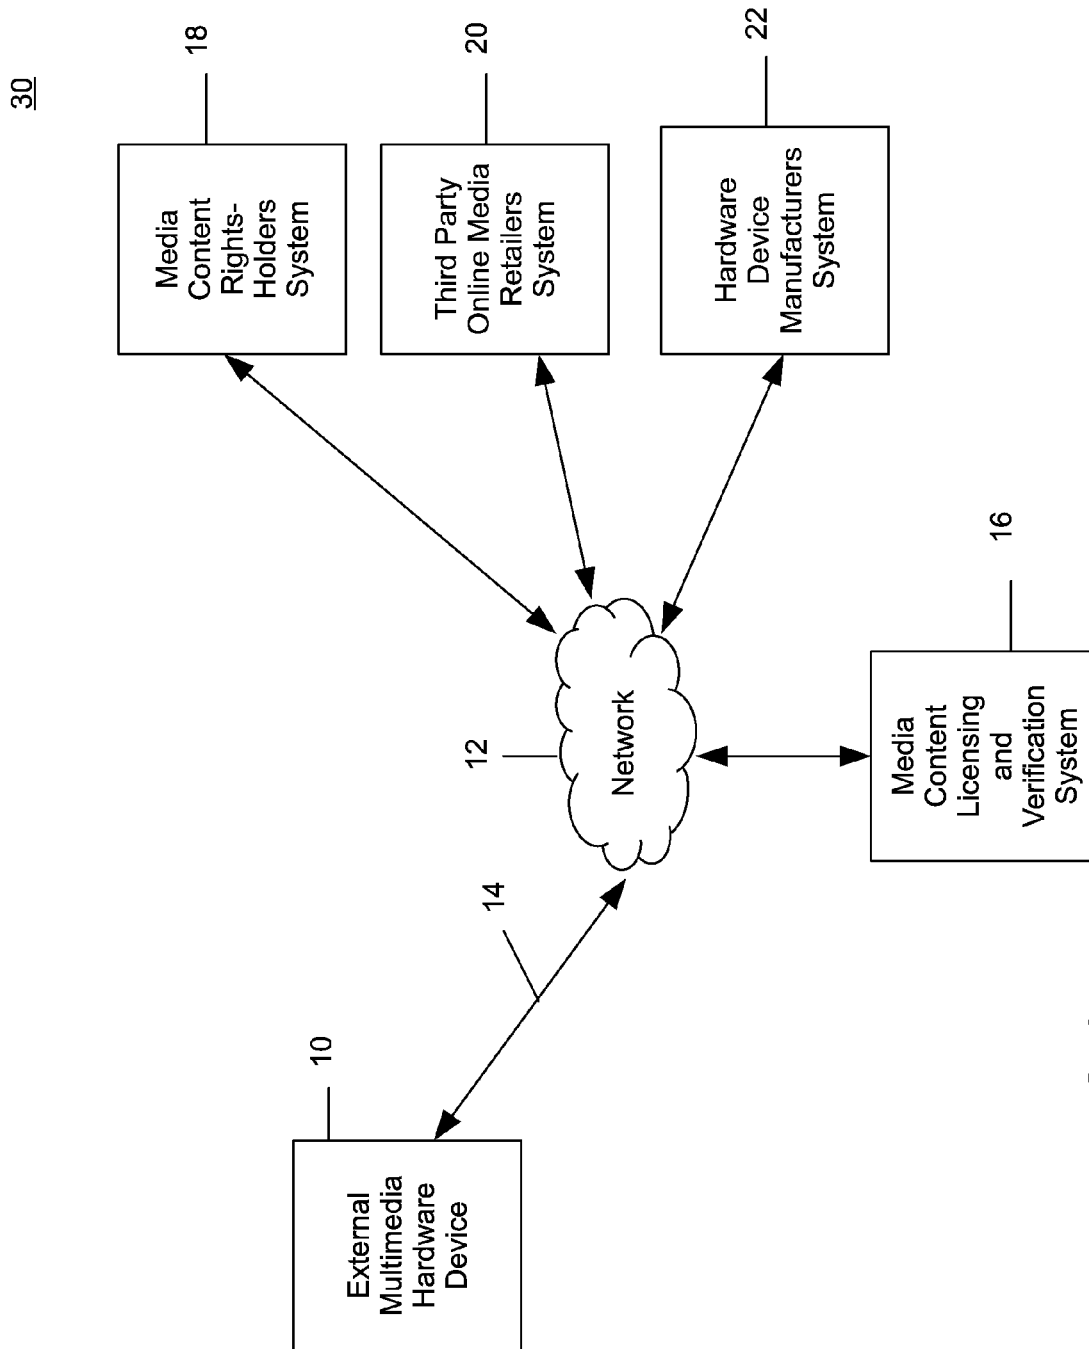 30
18
Media
Content
Rights-
Holders
System
20
Third Party
Online Media
Retailers
System
22
Hardware
Device
Manufacturers
System
12
Network
14
10
External
Multimedia
Hardware
Device
16
Media
Content
Licensing
and
Verification
System